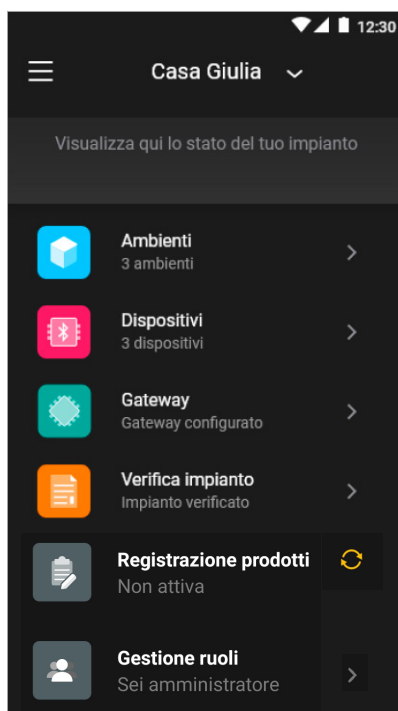 12:30
Casa Giulia
Visualizza qui lo stato del tuo impianto
Ambienti
3 ambienti
Dispositivi
3 dispositivi
Gateway
Gateway configurato
Verifica impianto
Impianto verificato
Registrazione prodotti
Non attiva
Gestione ruoli
Sei amministratore